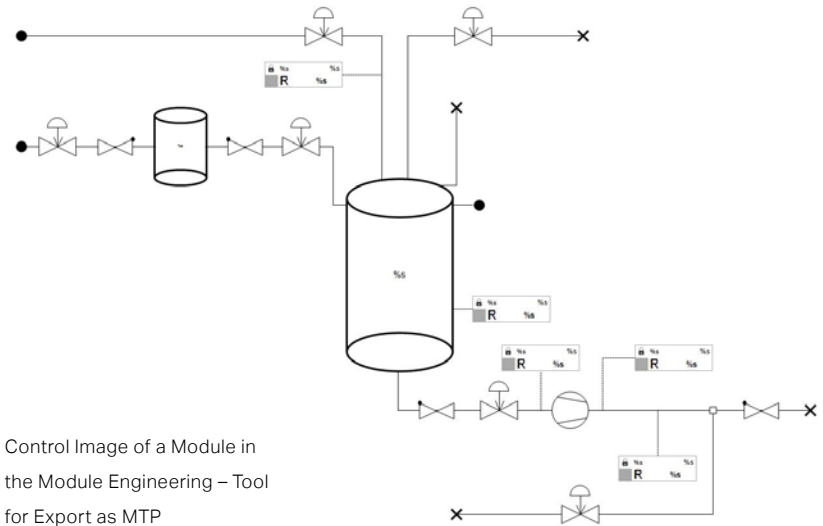 %s %s
R %s
%s
%s
%s %s
R %s
%s %s
R %s
%s %s
R %s
%s %s
R %s
Control Image of a Module in
the Module Engineering – Tool
for Export as MTP